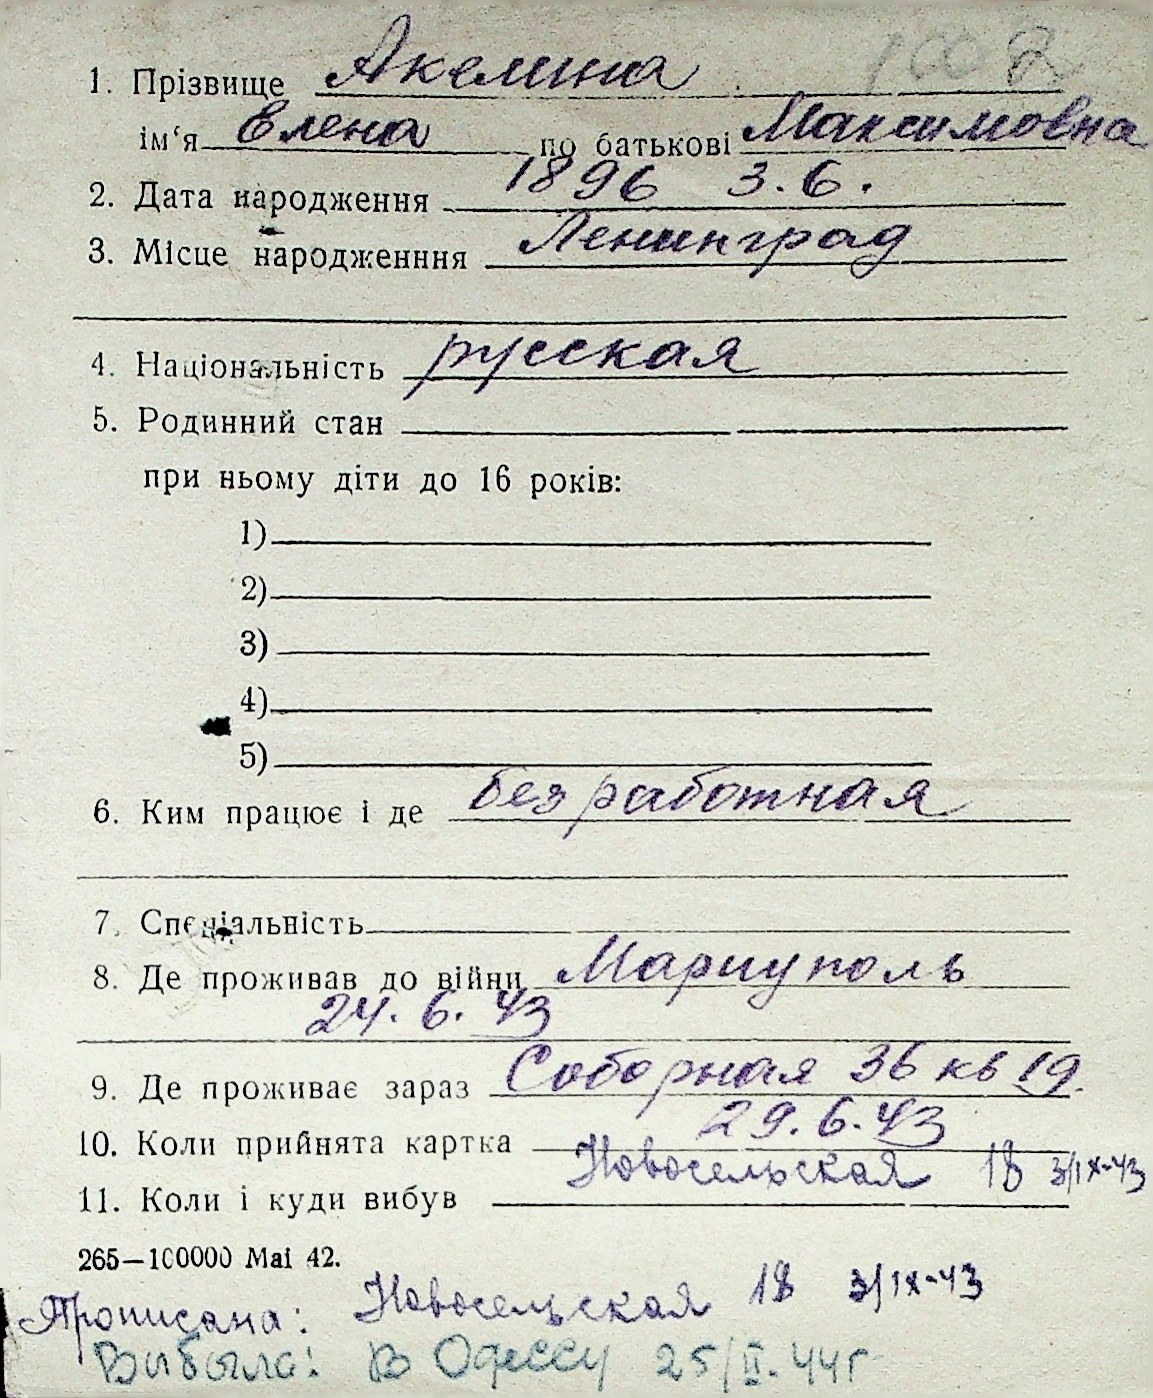 1002
1. Прізвище Акемина
ім‘я Елена по батькові Максимовна
2. Дата народження 1896 3.6.
3. Місце народженння Ленинград
4. Національність русская
5. Родинний стан
при ньому діти до 16 років:
1)
2)
3)
4)
5)
6. Ким працює і де безработная
7. Спеціальність
8. Де проживав до війни Мариуполь
24. 6. 43
9. Де проживає зараз Соборная 36 кв 19.
10. Коли прийнята картка 29.6.43
11. Коли і куди вибув Новосельская 18 3/IX-43
265—100000 Mai 42.
Прописана: Новосельская 18 3/IX-43
Выбыла: В Одессу 25/II.44г